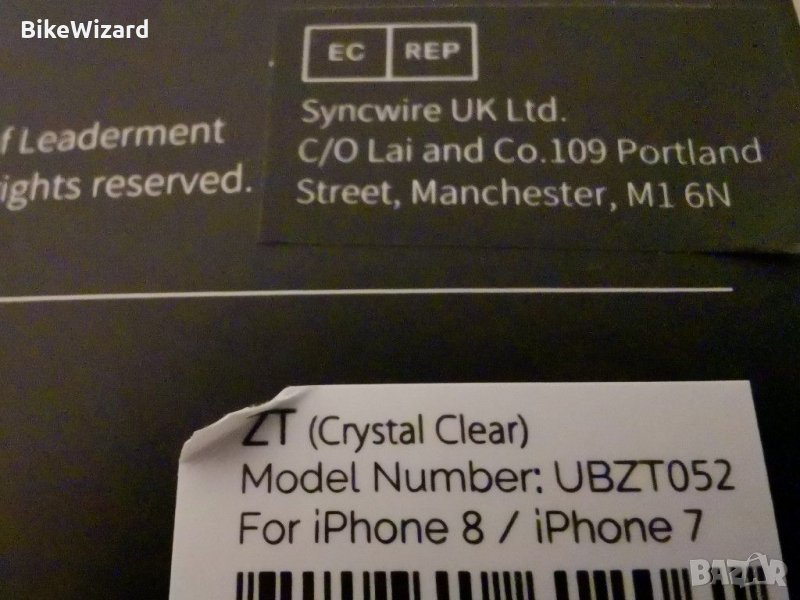 BikeWizard
EC REP
Syncwire UK Ltd.
C/O Lai and Co.109 Portland
Street, Manchester, M1 6N
f Leaderment
ights reserved.
ZT (Crystal Clear)
Model Number: UBZT052
For iPhone 8 / iPhone 7
BAZAR